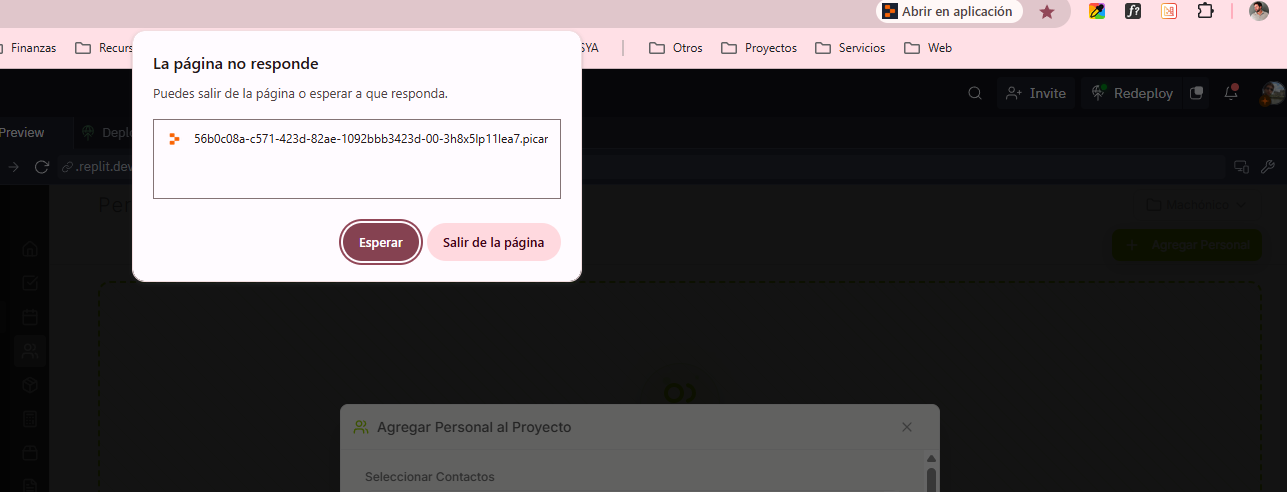 Abrir en aplicación
Finanzas
Recurs
SYA
Otros
Proyectos
Servicios
Web
La página no responde
Puedes salir de la página o esperar a que responda.
56b0c08a-c571-423d-82ae-1092bbb3423d-00-3h8x5lp11lea7.picar
Esperar
Salir de la página
Invite
Redeploy
Preview
Deplo
.replit.dev
Mechónico
+ Agregar Personal
Agregar Personal al Proyecto
Seleccionar Contactos